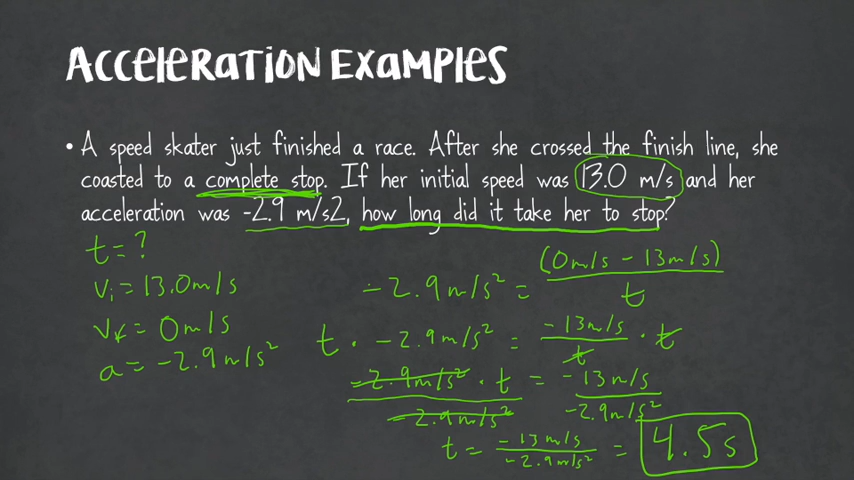 Acceleration Examples
• A speed skater just finished a race. After she crossed the finish line, she
coasted to a complete stop. If her initial speed was 13.0 m/s and her
acceleration was -2.9 m/s2, how long did it take her to stop?
t = ?
vᵢ = 13.0 m/s
v_f = 0 m/s
a = -2.9 m/s²
-2.9 m/s² = (0 m/s - 13 m/s) / t
t · -2.9 m/s² = -13 m/s / t · t
-2.9 m/s² · t / -2.9 m/s² = -13 m/s / -2.9 m/s²
t = -13 m/s / -2.9 m/s² = 4.5 s